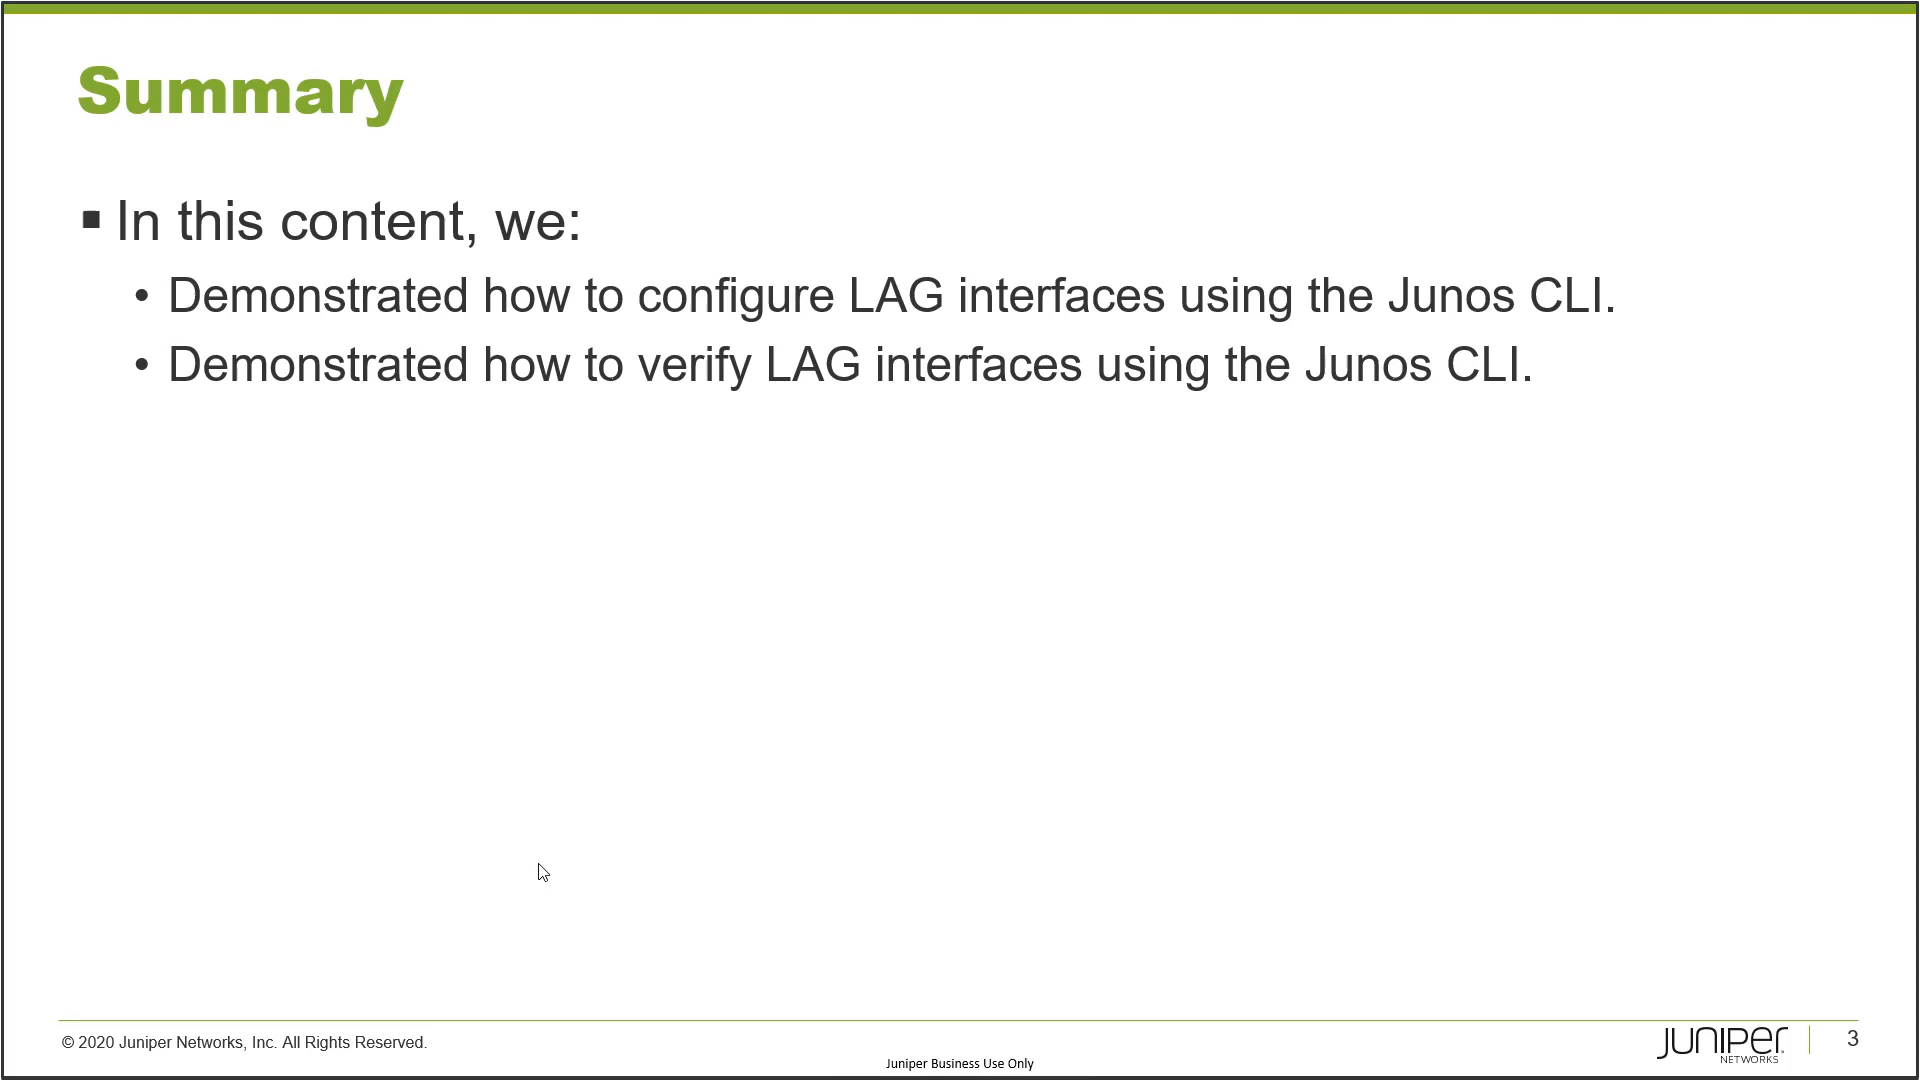 Summary
▪ In this content, we:
• Demonstrated how to configure LAG interfaces using the Junos CLI.
• Demonstrated how to verify LAG interfaces using the Junos CLI.
© 2020 Juniper Networks, Inc. All Rights Reserved.
Juniper Business Use Only
JUNIPer
NETWORKS
3